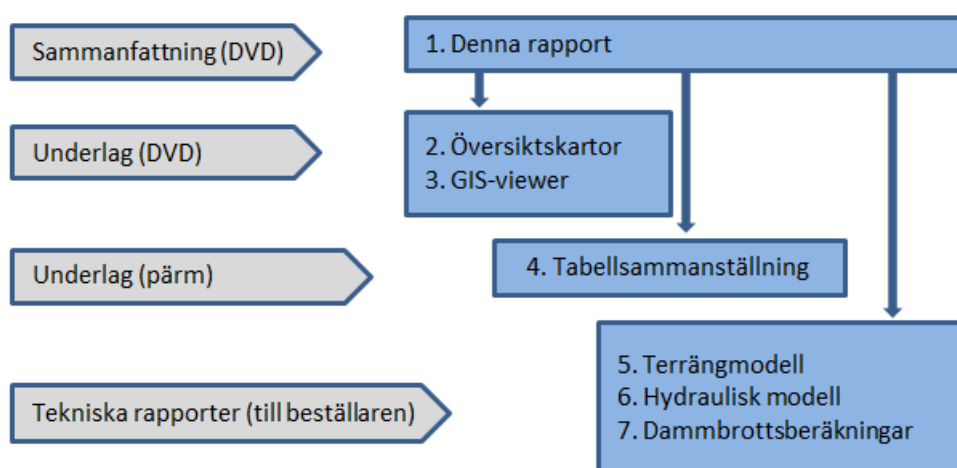 Sammanfattning (DVD)
1. Denna rapport
Underlag (DVD)
2. Översiktskartor
3. GIS-viewer
Underlag (pärm)
4. Tabellsammanställning
Tekniska rapporter (till beställaren)
5. Terrängmodell
6. Hydraulisk modell
7. Dammbrottsberäkningar